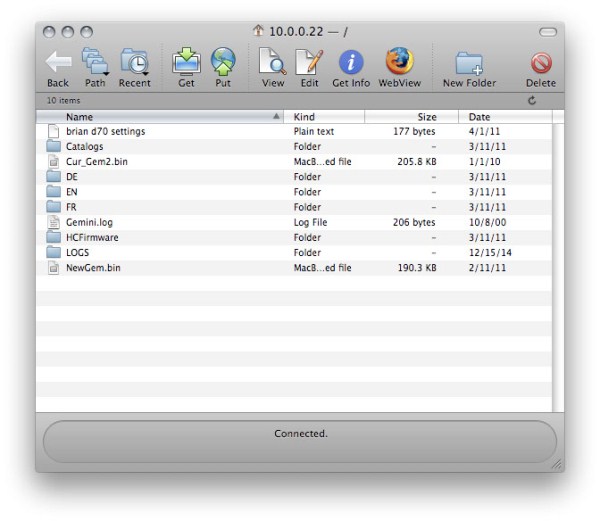 10.0.0.22 — /
Back Path Recent Get Put View Edit Get Info WebView New Folder Delete
10 items
Name Kind Size Date
brian d70 settings Plain text 177 bytes 4/1/11
Catalogs Folder – 3/11/11
Cur_Gem2.bin MacB...ed file 205.8 KB 1/1/10
DE Folder – 3/11/11
EN Folder – 3/11/11
FR Folder – 3/11/11
Gemini.log Log File 206 bytes 10/8/00
HCFirmware Folder – 3/11/11
LOGS Folder – 12/15/14
NewGem.bin MacB...ed file 190.3 KB 2/11/11
Connected.